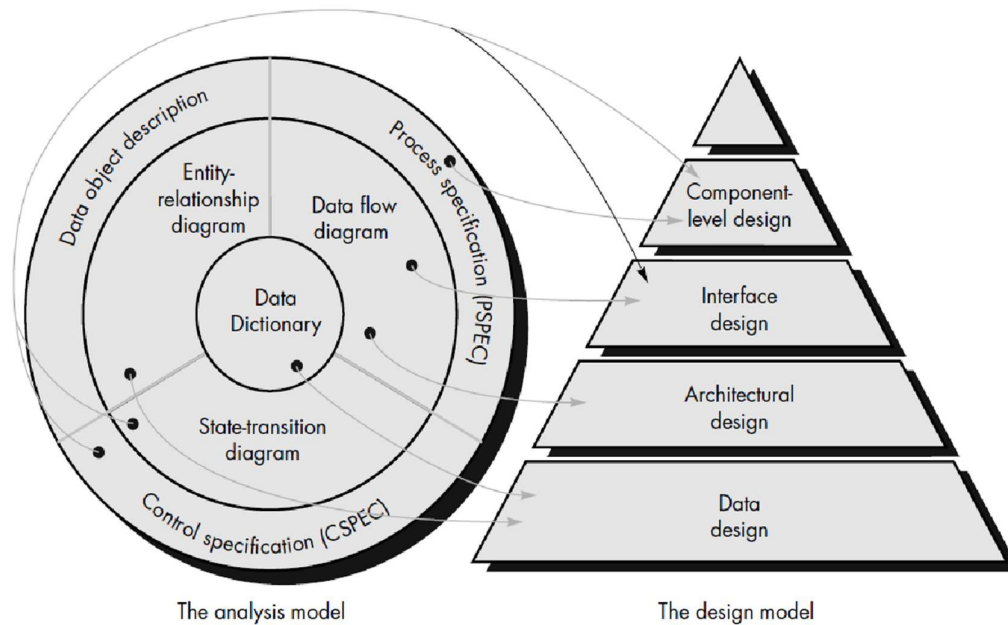 Data object description
Process specification (PSPEC)
Control specification (CSPEC)
Entity-
relationship
diagram
Data flow
diagram
Data
Dictionary
State-transition
diagram
The analysis model
Component-
level design
Interface
design
Architectural
design
Data
design
The design model